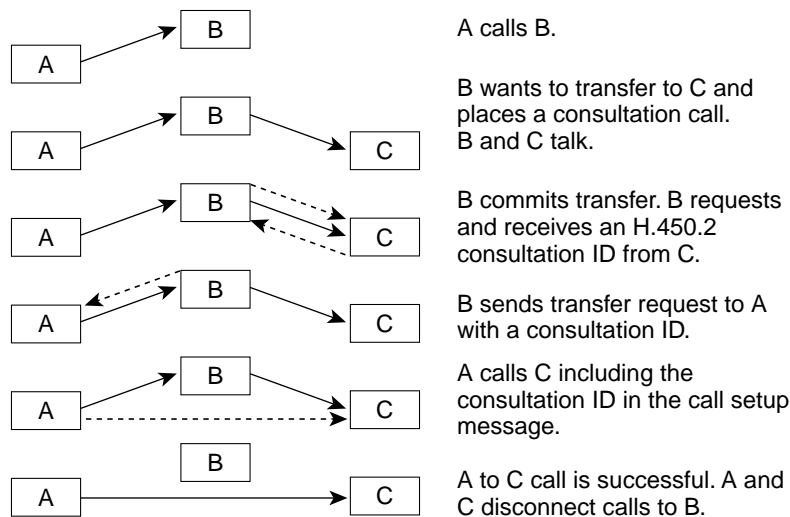 B
A
A calls B.
B
A
C
B wants to transfer to C and
places a consultation call.
B and C talk.
B
A
C
B commits transfer. B requests
and receives an H.450.2
consultation ID from C.
B
A
C
B sends transfer request to A
with a consultation ID.
B
A
C
A calls C including the
consultation ID in the call setup
message.
B
A
C
A to C call is successful. A and
C disconnect calls to B.